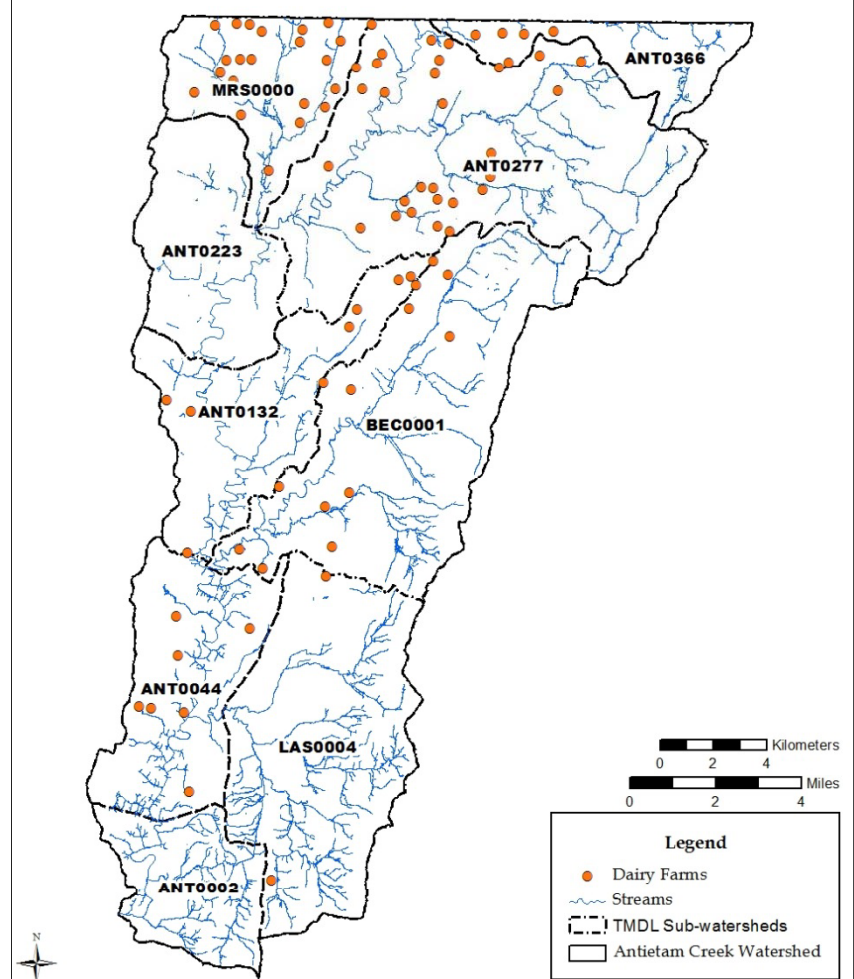 ANT0366
MRS0000
ANT0277
ANT0223
ANT0132
BEC0001
ANT0044
LAS0004
ANT0002
Kilometers
0 2 4
Miles
0 2 4
Legend
Dairy Farms
Streams
TMDL Sub-watersheds
Antietam Creek Watershed
N